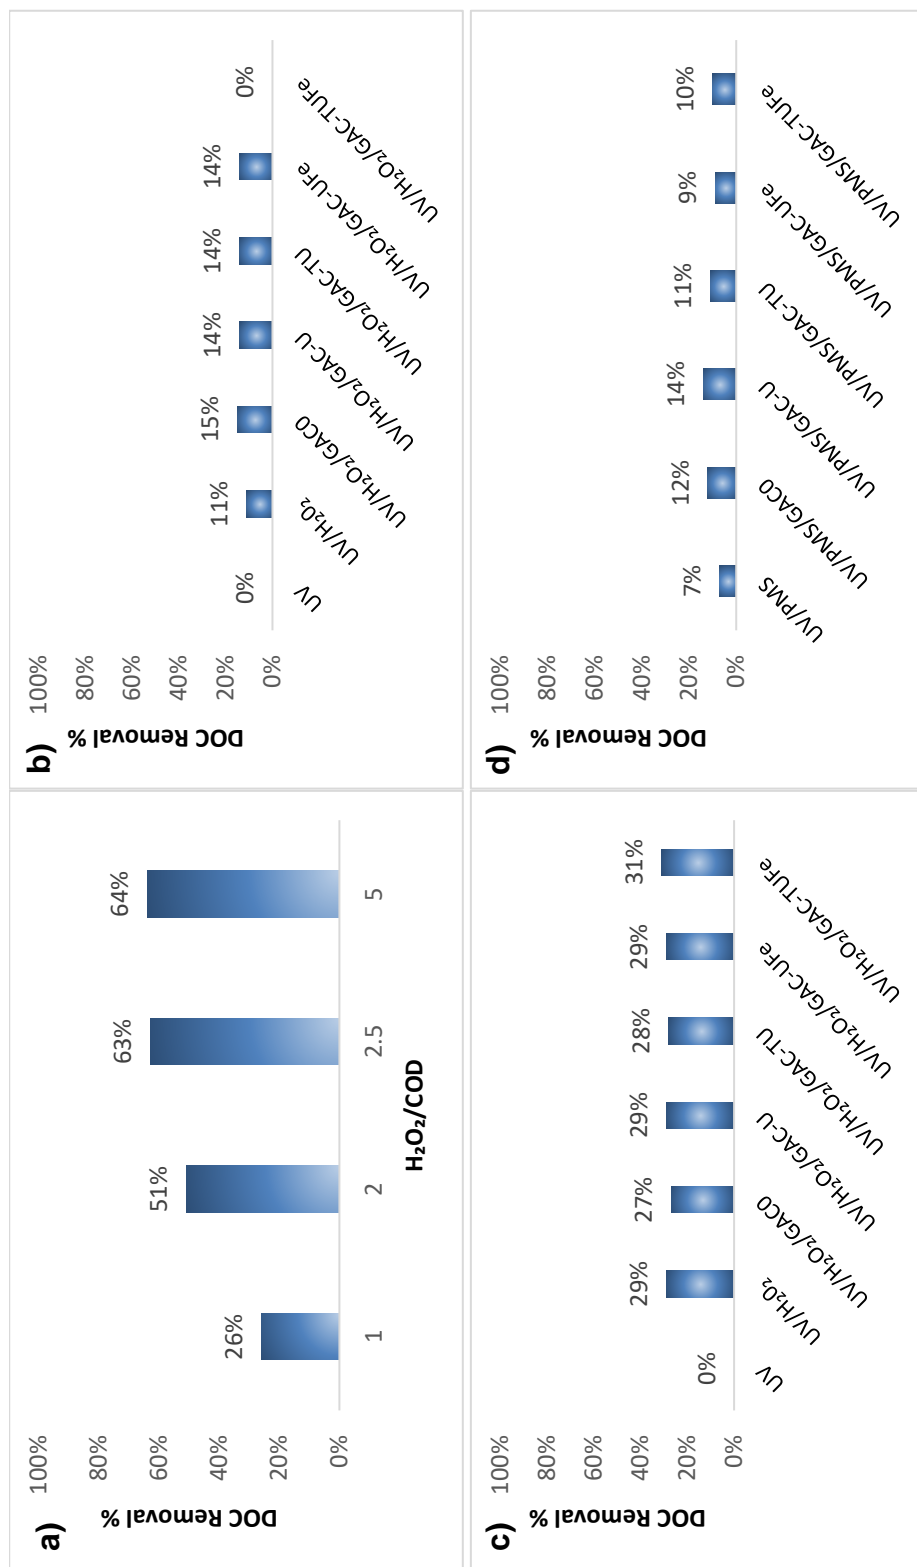 a)
DOC Removal %
100%
80%
60%
40%
20%
0%
26%
51%
63%
64%
1
2
2.5
5
H₂O₂/COD
b)
DOC Removal %
100%
80%
60%
40%
20%
0%
0%
11%
15%
14%
14%
14%
0%
UV
UV/H₂O₂
UV/H₂O₂/GAC0
UV/H₂O₂/GAC-U
UV/H₂O₂/GAC-TU
UV/H₂O₂/GAC-UFe
UV/H₂O₂/GAC-TUFe
c)
DOC Removal %
100%
80%
60%
40%
20%
0%
0%
29%
27%
29%
28%
29%
31%
UV
UV/H₂O₂
UV/H₂O₂/GAC0
UV/H₂O₂/GAC-U
UV/H₂O₂/GAC-TU
UV/H₂O₂/GAC-UFe
UV/H₂O₂/GAC-TUFe
d)
DOC Removal %
100%
80%
60%
40%
20%
0%
7%
12%
14%
11%
9%
10%
UV/PMS
UV/PMS/GAC0
UV/PMS/GAC-U
UV/PMS/GAC-TU
UV/PMS/GAC-UFe
UV/PMS/GAC-TUFe